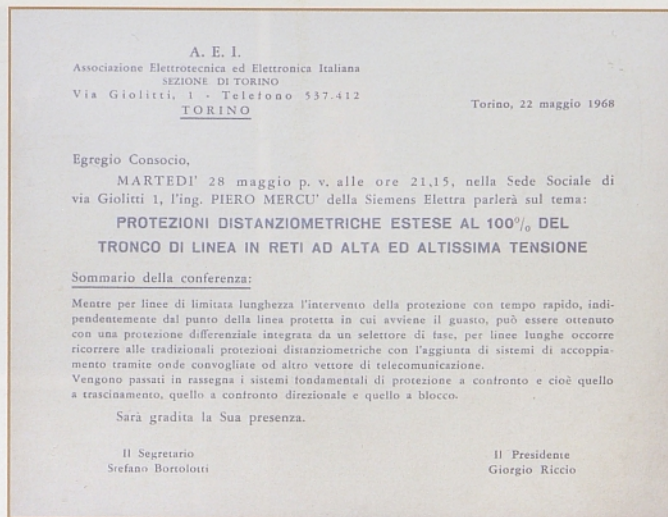 A. E. I.
Associazione Elettrotecnica ed Elettronica Italiana
SEZIONE DI TORINO
Via Giolitti, 1 - Telefono 537.412
TORINO
Torino, 22 maggio 1968
Egregio Consocio,
MARTEDI' 28 maggio p. v. alle ore 21,15, nella Sede Sociale di
via Giolitti 1, l'ing. PIERO MERCU' della Siemens Elettra parlerà sul tema:
PROTEZIONI DISTANZIOMETRICHE ESTESE AL 100% DEL
TRONCO DI LINEA IN RETI AD ALTA ED ALTISSIMA TENSIONE
Sommario della conferenza:
Mentre per linee di limitata lunghezza l'intervento della protezione con tempo rapido, indi-
pendentemente dal punto della linea protetta in cui avviene il guasto, può essere ottenuto
con una protezione differenziale integrata da un selettore di fase, per linee lunghe occorre
ricorrere alle tradizionali protezioni distanziometriche con l'aggiunta di sistemi di accoppia-
mento tramite onde convogliate od altro vettore di telecomunicazione.
Vengono passati in rassegna i sistemi fondamentali di protezione a confronto e cioè quello
a trascinamento, quello a confronto direzionale e quello a blocco.
Sarà gradita la Sua presenza.
Il Segretario
Stefano Bortolotti
Il Presidente
Giorgio Riccio